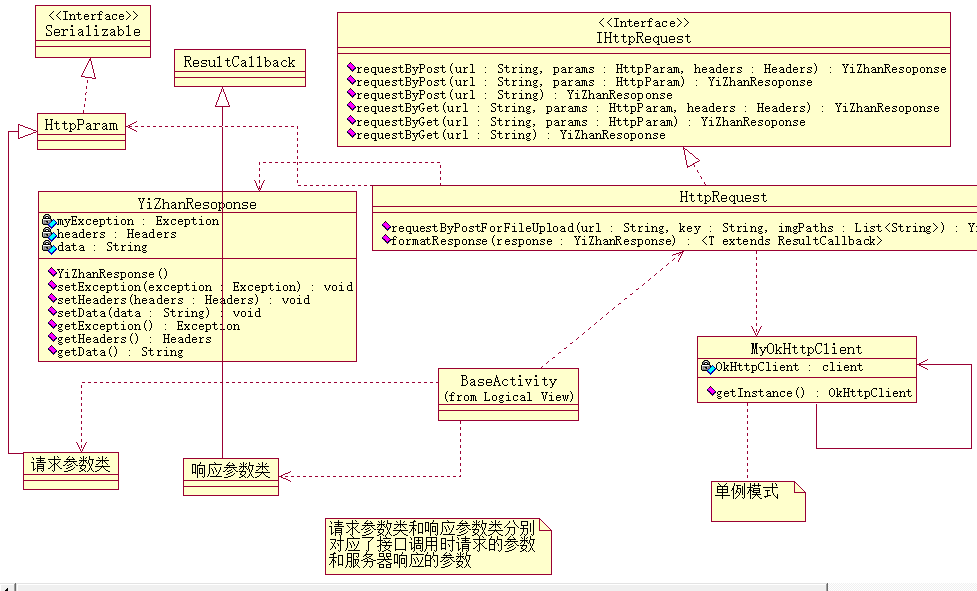 <<Interface>>
Serializable
ResultCallback
HttpParam
<<Interface>>
IHttpRequest
requestByPost(url : String, params : HttpParam, headers : Headers) : YiZhanResoponse
requestByPost(url : String, params : HttpParam) : YiZhanResoponse
requestByPost(url : String) : YiZhanResoponse
requestByGet(url : String, params : HttpParam, headers : Headers) : YiZhanResoponse
requestByGet(url : String, params : HttpParam) : YiZhanResoponse
requestByGet(url : String) : YiZhanResoponse
YiZhanResoponse
myException : Exception
headers : Headers
data : String
YiZhanResponse()
setException(exception : Exception) : void
setHeaders(headers : Headers) : void
setData(data : String) : void
getException() : Exception
getHeaders() : Headers
getData() : String
HttpRequest
requestByPostForFileUpload(url : String, key : String, imgPaths : List<String>) : Yi
formatResponse(response : YiZhanResponse) : <T extends ResultCallback>
MyOkHttpClient
OkHttpClient : client
getInstance() : OkHttpClient
BaseActivity
(from Logical View)
请求参数类
响应参数类
单例模式
请求参数类和响应参数类分别
对应了接口调用时请求的参数
和服务器响应的参数